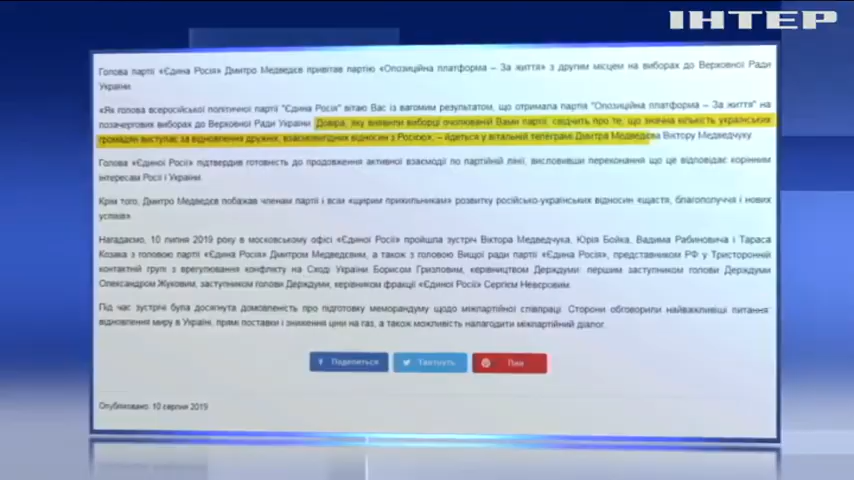 ІНТЕР
Голова партії «Єдина Росія» Дмитро Медведєв привітав партію «Опозиційна платформа – За життя» з другим місцем на виборах до Верховної Ради
України.
«Як голова всеросійської політичної партії "Єдина Росія" вітаю Вас із вагомим результатом, що отримала партія "Опозиційна платформа – За життя" на
позачергових виборах до Верховної Ради України. Довіра, яку виявили виборці очолюваній Вами партії, свідчить про те, що значна кількість українських
громадян виступає за відновлення дружніх, взаємовигідних відносин з Росією», – йдеться у вітальній телеграмі Дмитра Медведєва Віктору Медведчуку.
Голова «Єдиної Росії» підтвердив готовність до продовження активної взаємодії по партійній лінії, висловивши переконання що це відповідає корінним
інтересам Росії і України.
Крім того, Дмитро Медведєв побажав членам партії і всім «щирим прихильникам» розвитку російсько-українських відносин «щастя, благополуччя і нових
успіхів».
Нагадаємо, 10 липня 2019 року в московському офісі «Єдиної Росії» пройшла зустріч Віктора Медведчука, Юрія Бойка, Вадима Рабиновича і Тараса
Козака з головою партії «Єдина Росія» Дмитром Медведєвим, а також з головою Вищої ради партії «Єдина Росія», представником РФ у Тристоронній
контактній групі з врегулювання конфлікту на Сході України Борисом Гризловим, керівництвом Держдуми: першим заступником голови Держдуми
Олександром Жуковим, заступником голови Держдуми, керівником фракції «Єдиної Росії» Сергієм Нєвєровим.
Під час зустрічі була досягнута домовленість про підготовку меморандуму щодо міжпартійної співпраці. Сторони обговорили найважливіші питання:
відновлення миру в Україні, прямі поставки і зниження ціни на газ, а також можливість налагодити міжпартійний діалог.
Поделиться Твитнуть Пин
Опубліковано: 10 серпня 2019